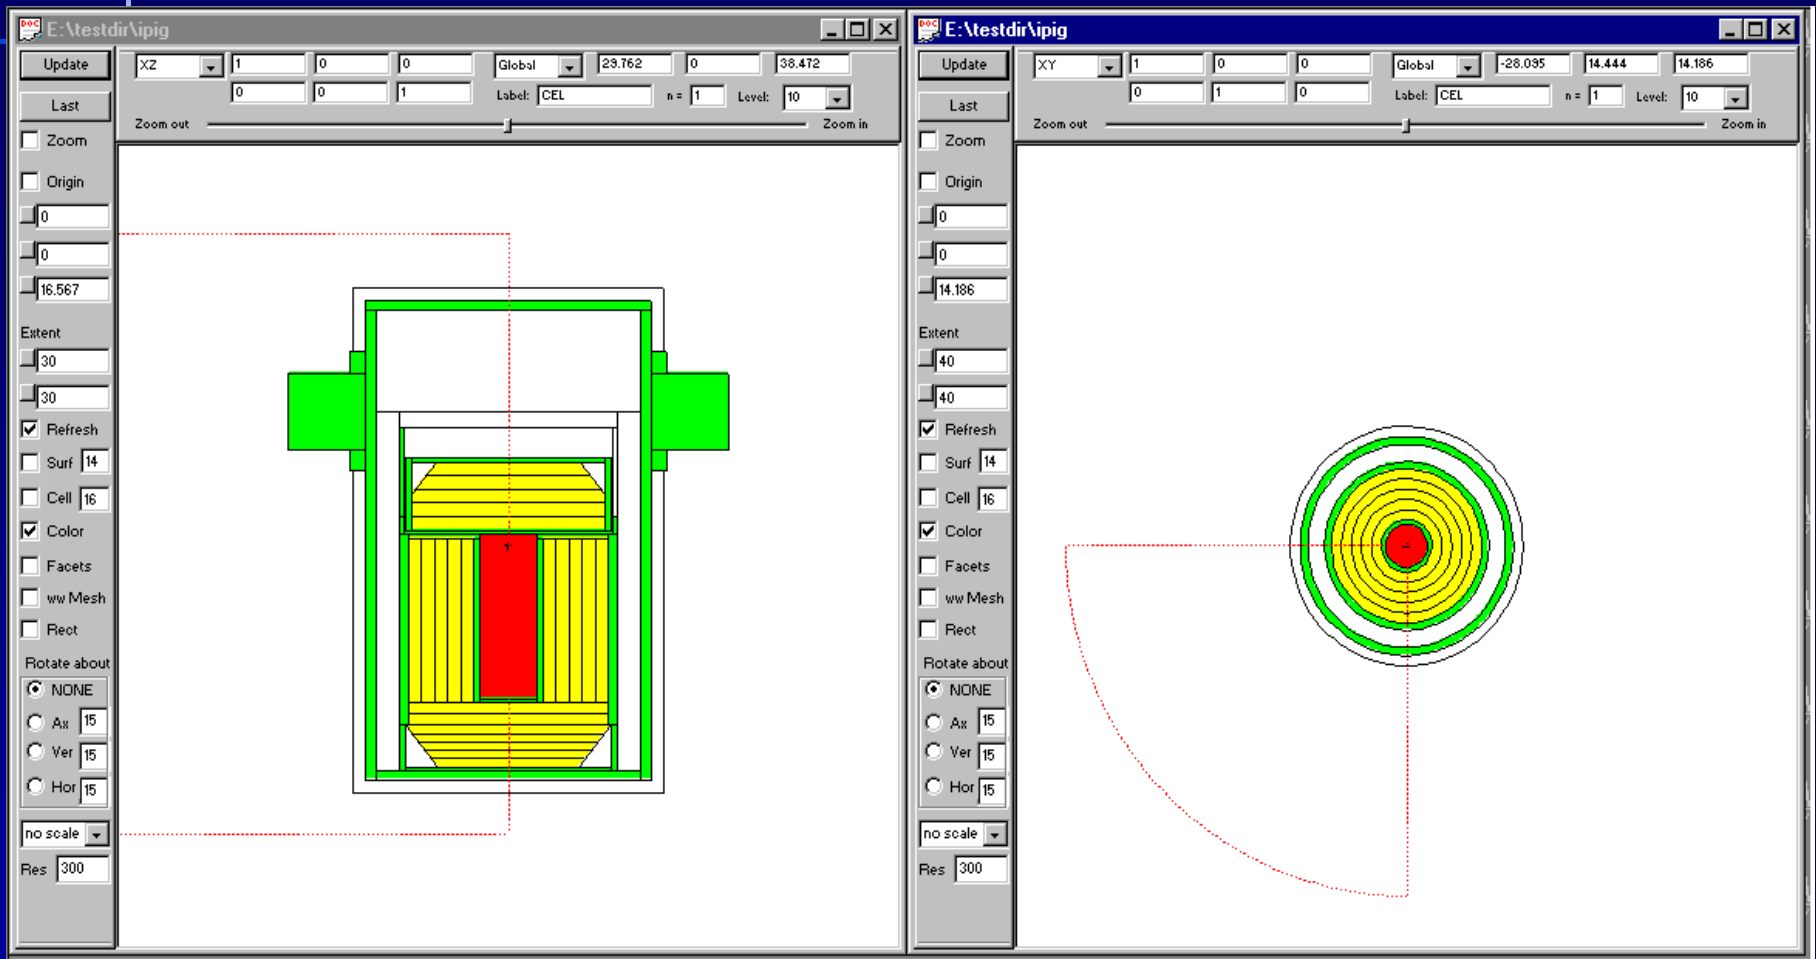 DOC E:\testdir\ipig
Update XZ 1 0 0 Global 29.762 0 38.472
Last 0 0 1 Label: CEL n = 1 Level: 10
Zoom out Zoom in
Zoom
Origin
0
0
16.567
Extent
30
30
Refresh
Surf 14
Cell 16
Color
Facets
ww Mesh
Rect
Rotate about
NONE
Ax 15
Ver 15
Hor 15
no scale
Res 300
DOC E:\testdir\ipig
Update XY 1 0 0 Global -28.095 14.444 14.186
Last 0 1 0 Label: CEL n = 1 Level: 10
Zoom out Zoom in
Zoom
Origin
0
0
14.186
Extent
40
40
Refresh
Surf 14
Cell 16
Color
Facets
ww Mesh
Rect
Rotate about
NONE
Ax 15
Ver 15
Hor 15
no scale
Res 300